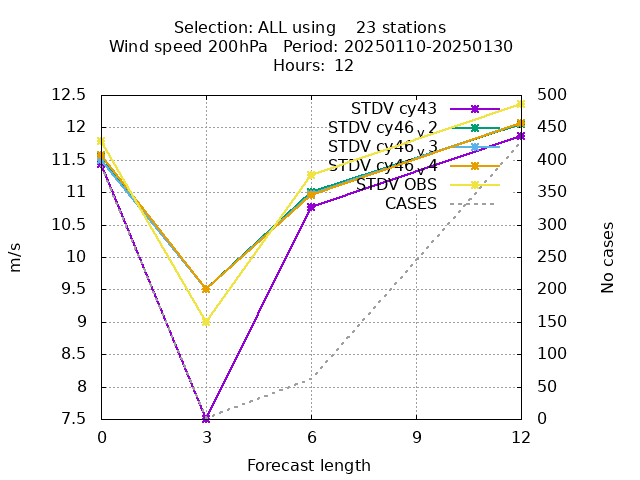 Selection: ALL using    23 stations
Wind speed 200hPa   Period: 20250110-20250130
Hours:  12
STDV cy43
STDV cy46v2
STDV cy46v3
STDV cy46v4
STDV OBS
CASES
12.5
12
11.5
11
10.5
10
9.5
9
8.5
8
7.5
m/s
500
450
400
350
300
250
200
150
100
50
0
No cases
0 3 6 9 12
Forecast length